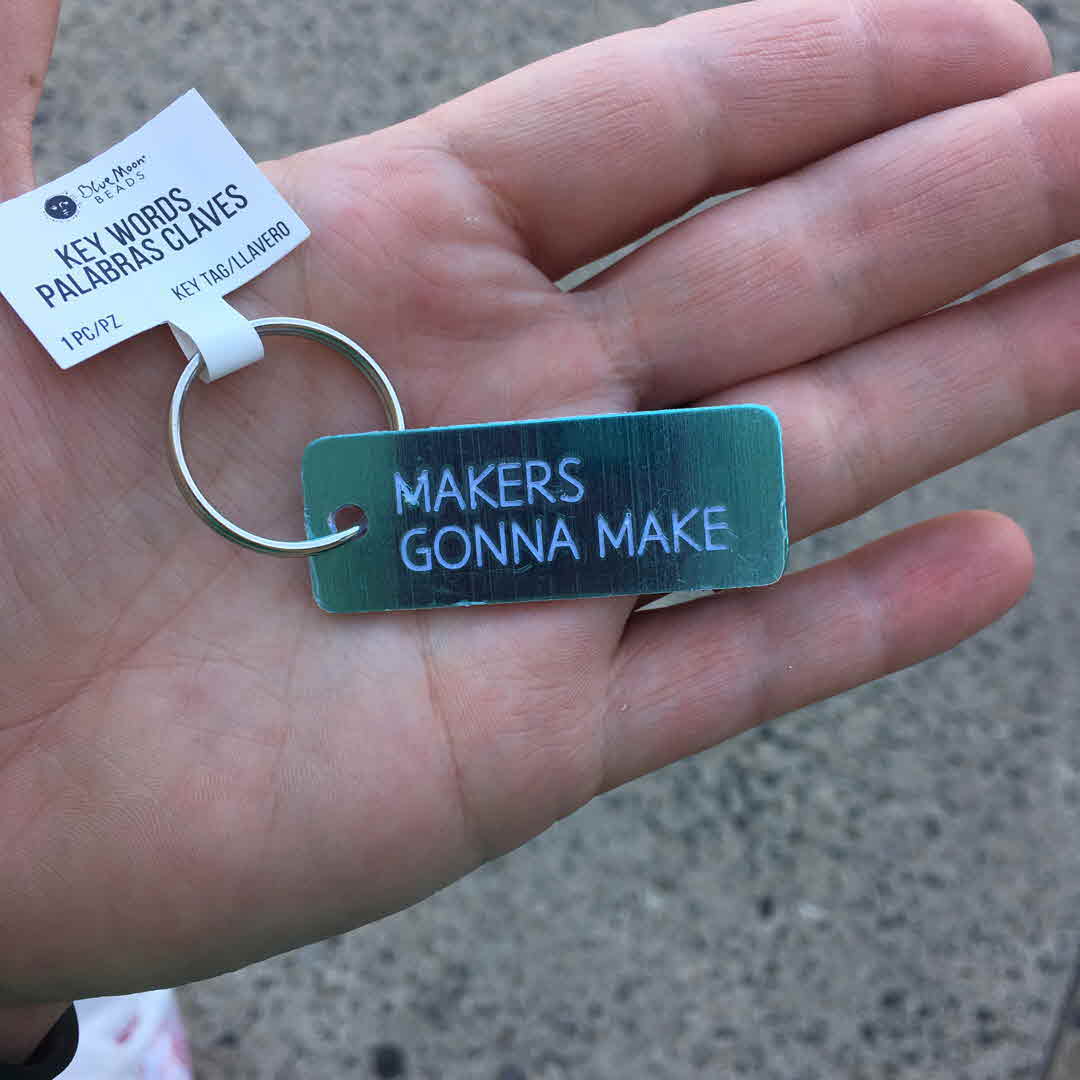 Blue Moon®
BEADS
KEY WORDS
PALABRAS CLAVES
KEY TAG/LLAVERO
1 PC/PZ
MAKERS
GONNA MAKE